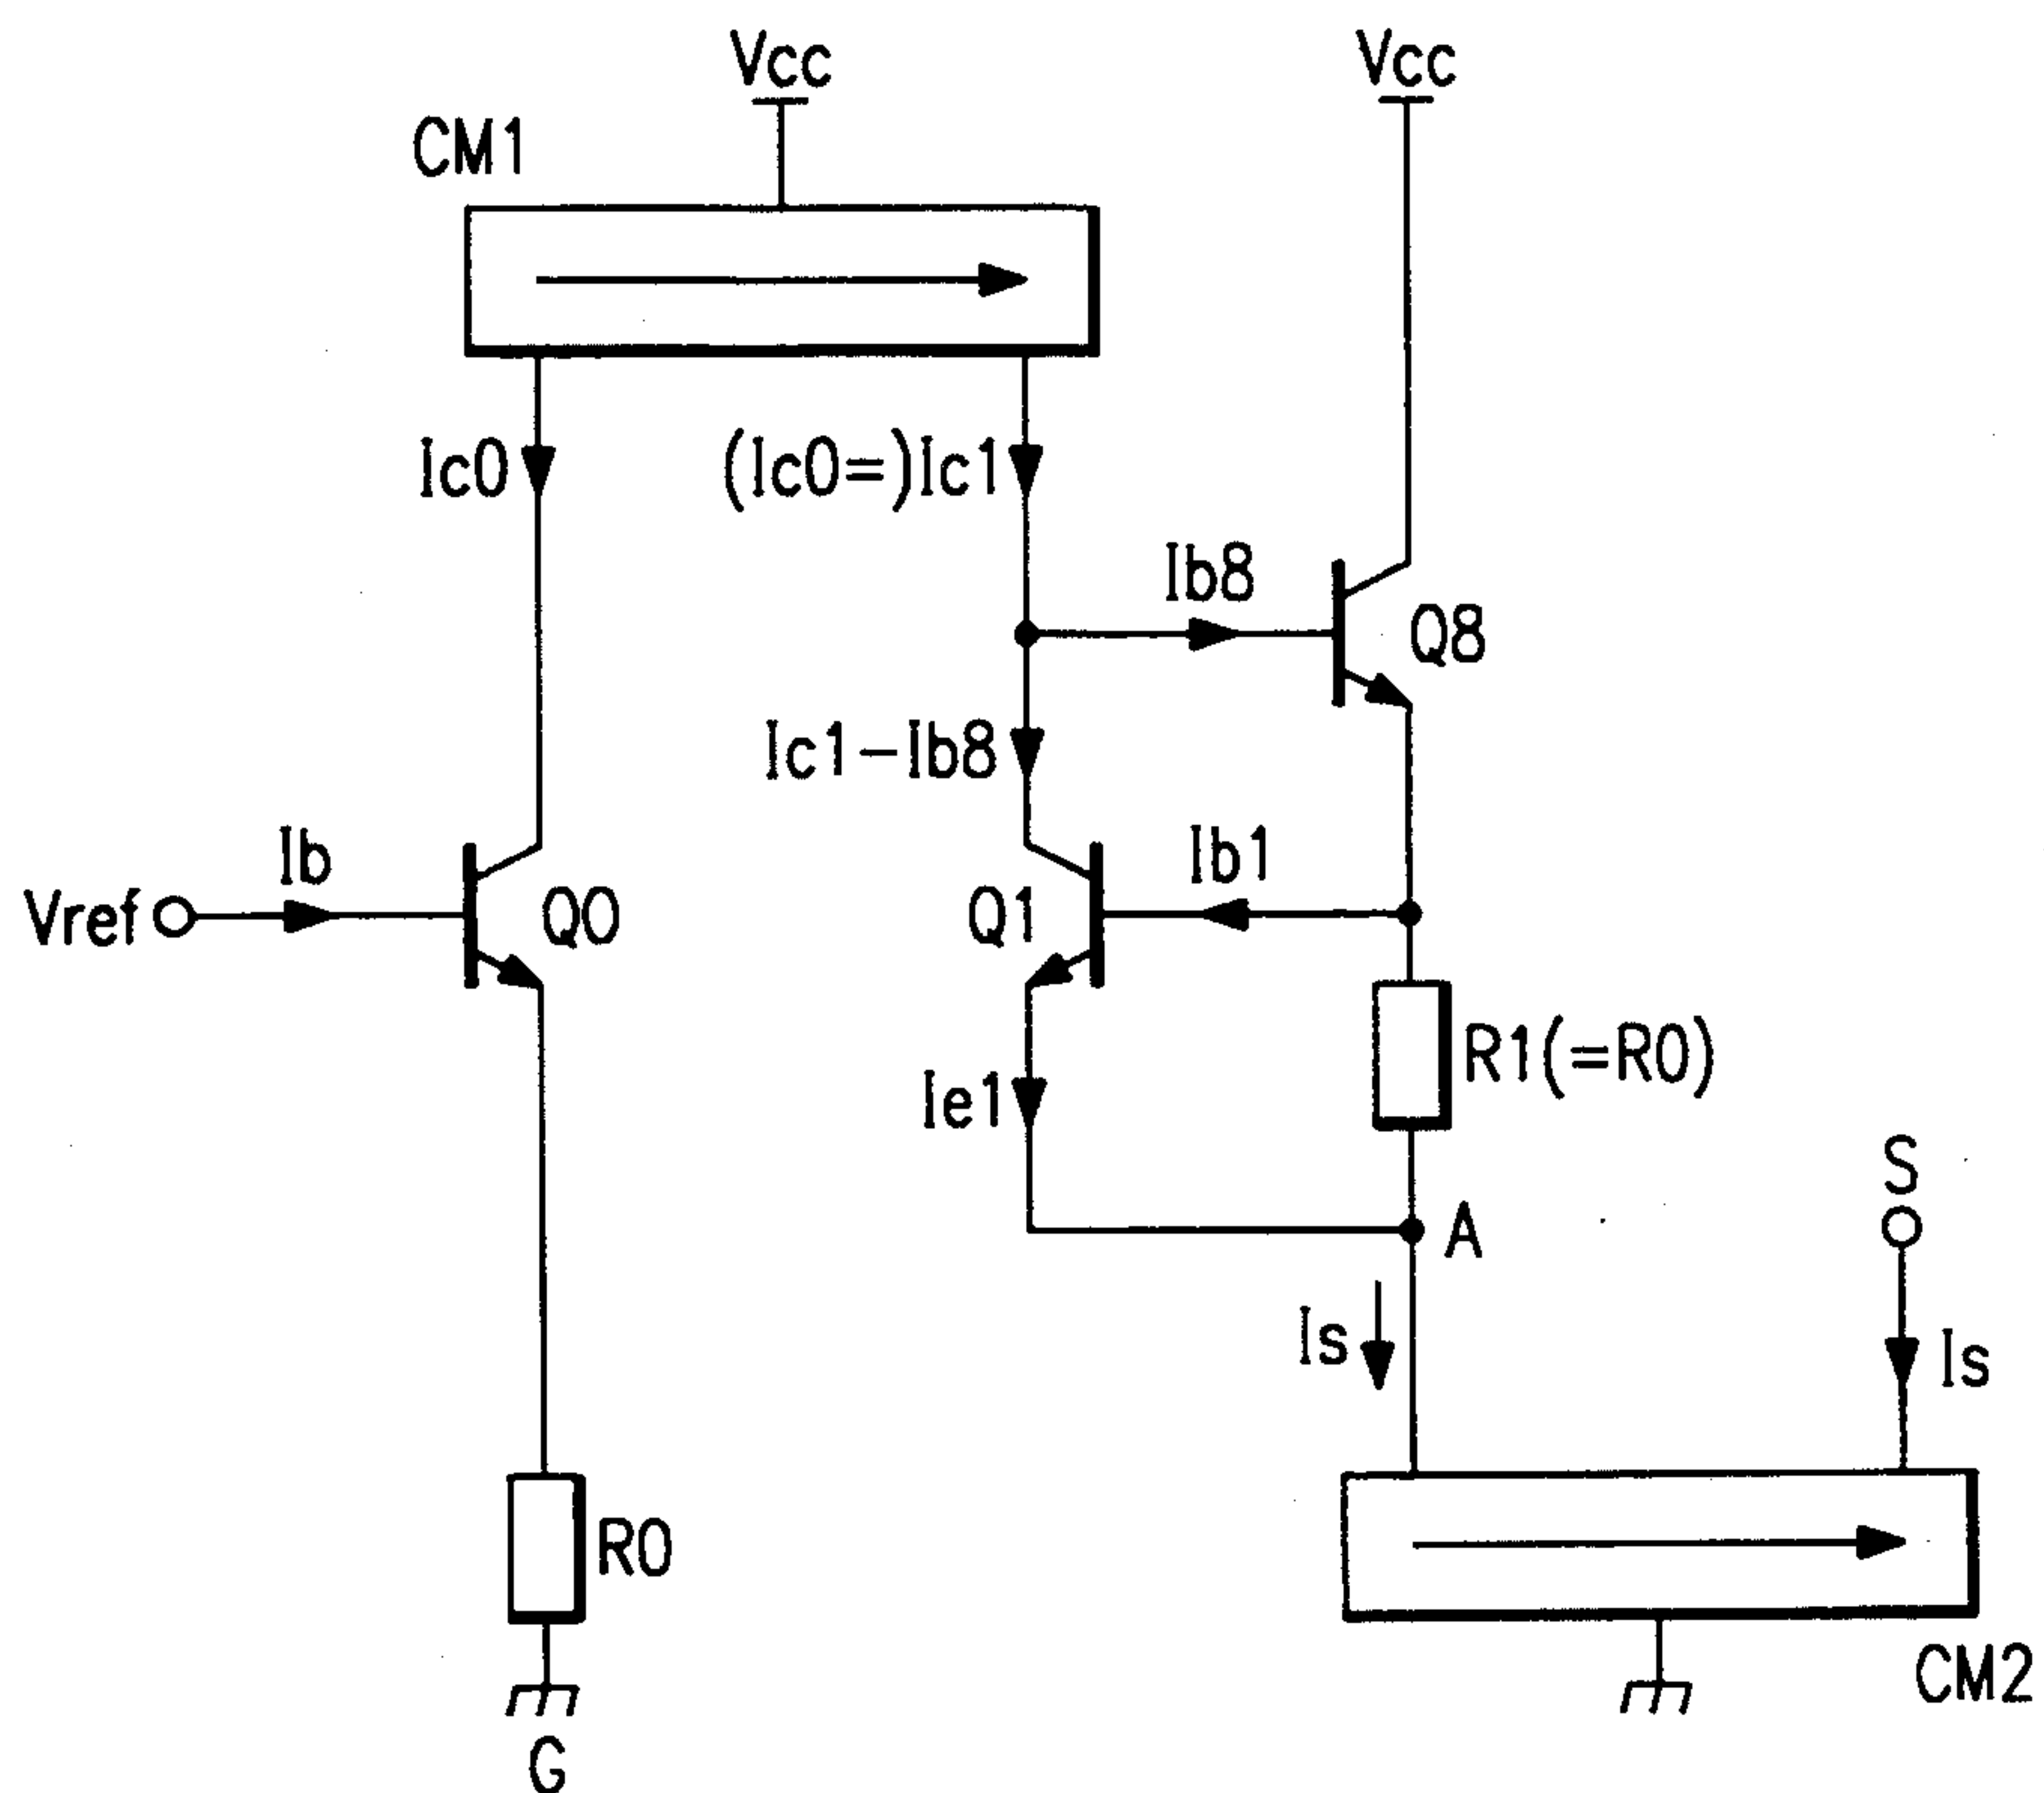 Vcc
Vcc
CM1
Ic0
(Ic0=)Ic1
Ib8
Q8
Ic1-Ib8
Ib
Ib1
Vref
Q0
Q1
R1(=R0)
Ie1
S
A
Is
Is
R0
CM2
G